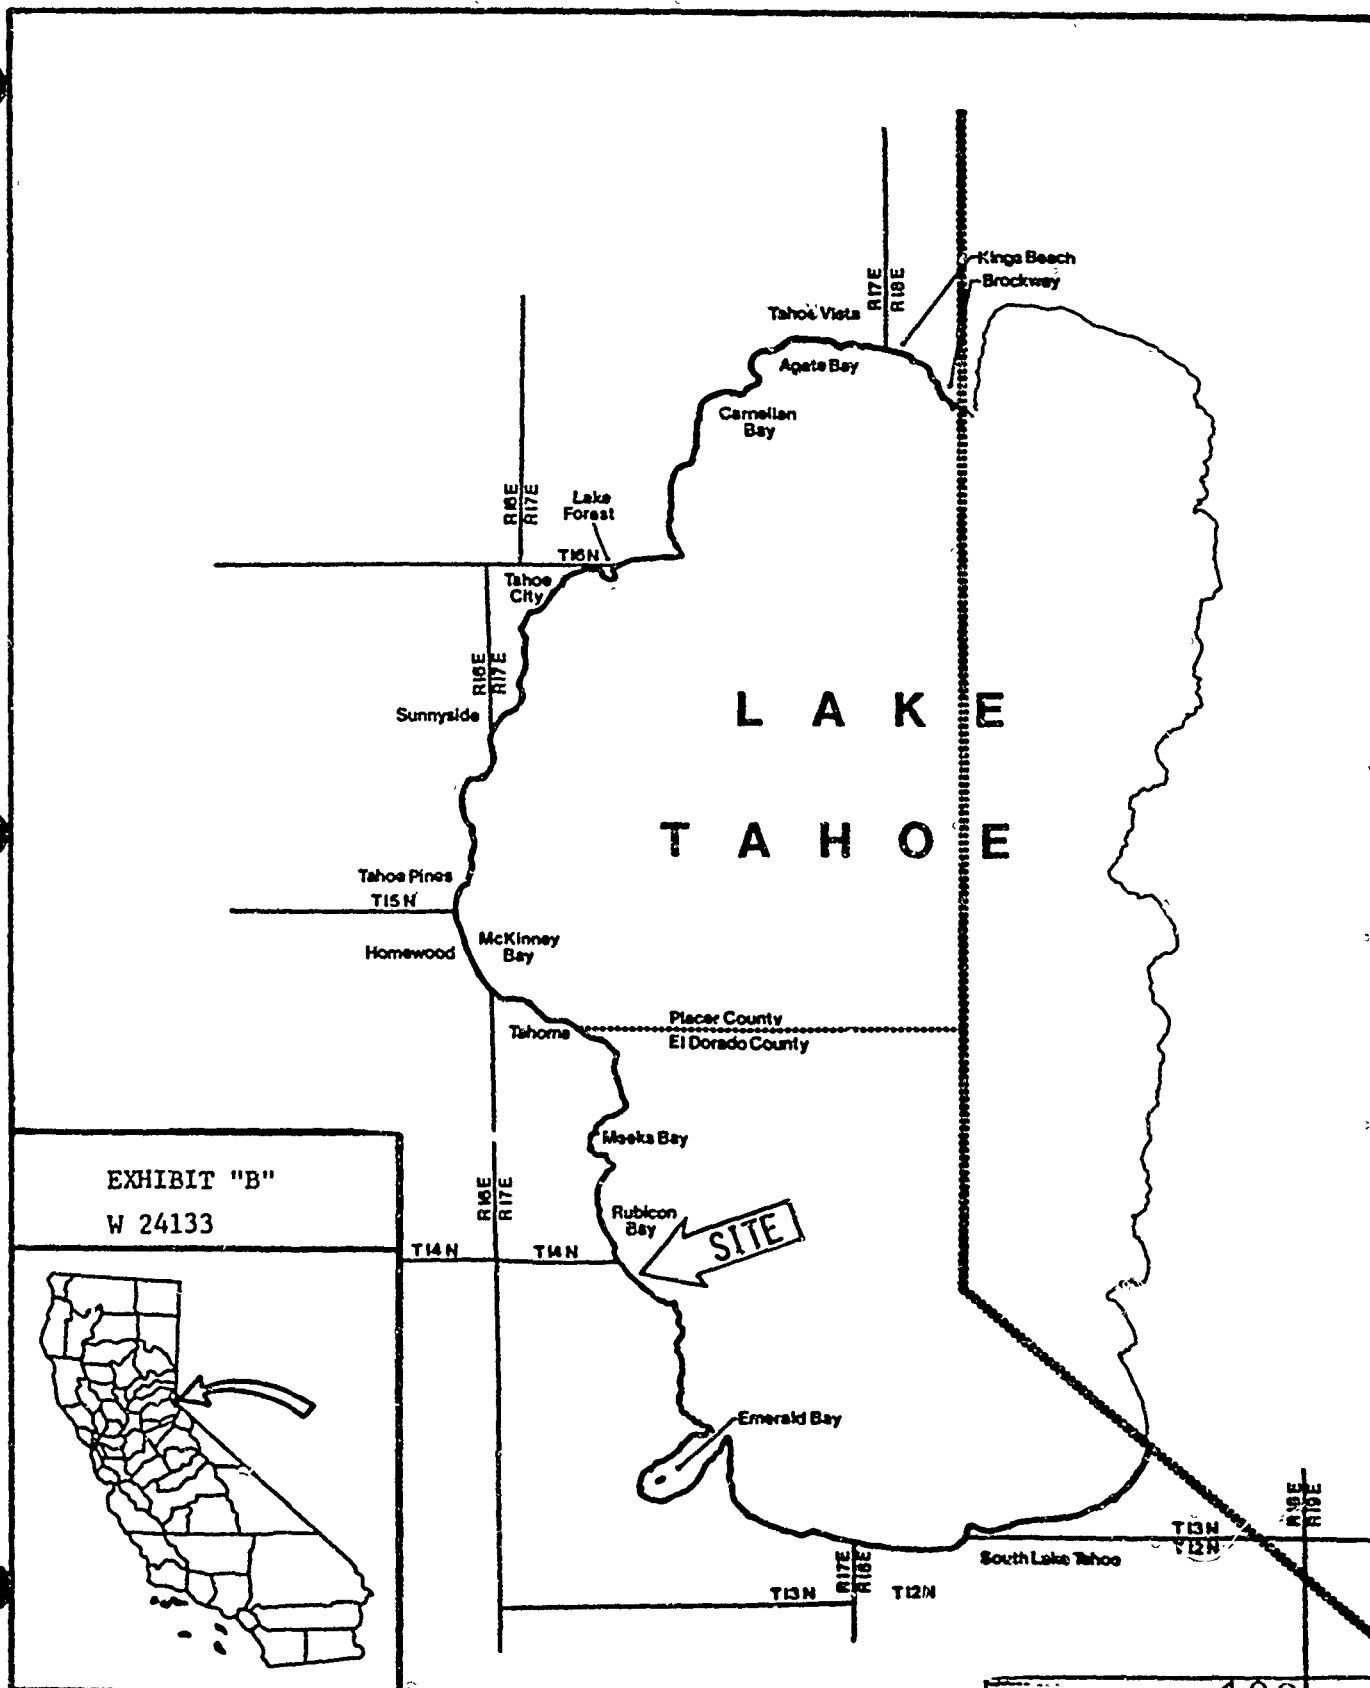 Kings Beach
Brockway
R17E
R18E
Tahoe Vista
Agate Bay
Carnelian
Bay
R16E
R17E
Lake
Forest
T16N
Tahoe
City
R16E
R17E
Sunnyside
LAKE
TAHOE
Tahoe Pines
T15N
Homewood
McKinney
Bay
Tahoma
Placer County
El Dorado County
Meeks Bay
EXHIBIT "B"
W 24133
R16E
R17E
Rubicon
Bay
SITE
T14N
T14N
Emerald Bay
R18E
R19E
T13N
T12N
South Lake Tahoe
R17E
R18E
T13N
T12N